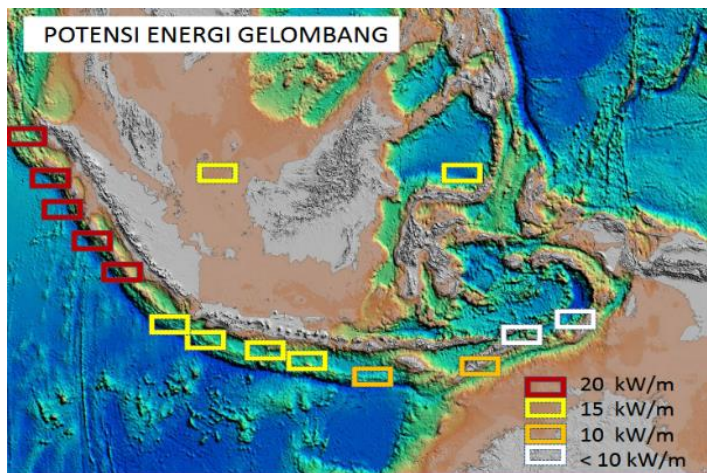 POTENSI ENERGI GELOMBANG
20 kW/m
15 kW/m
10 kW/m
< 10 kW/m